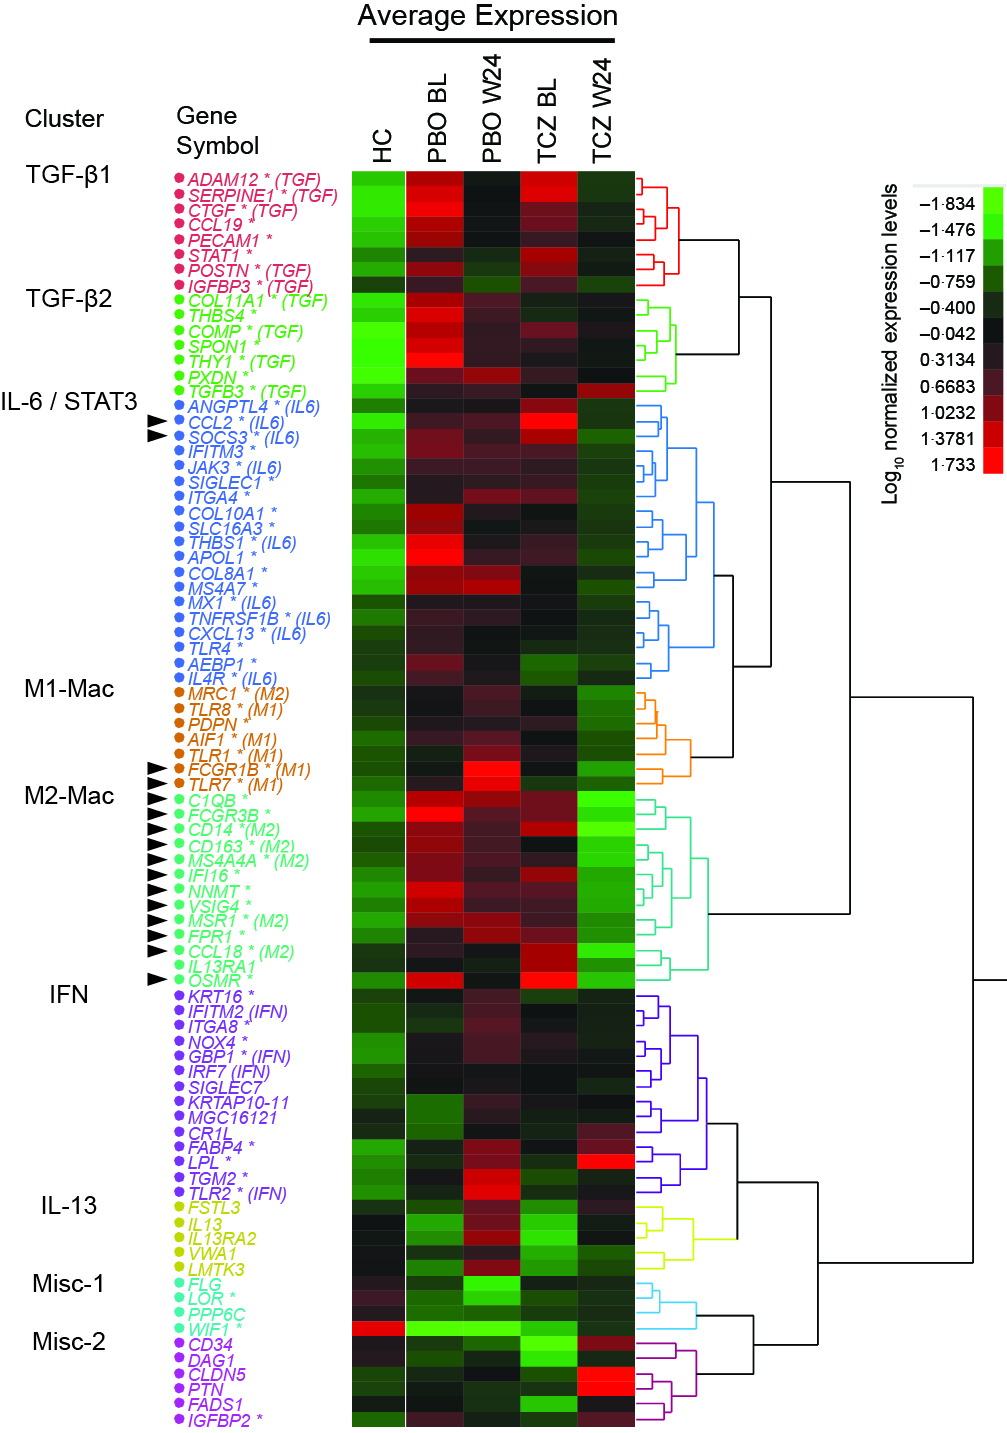 Average Expression
HC
PBO BL
PBO W24
TCZ BL
TCZ W24
Cluster
Gene
Symbol
TGF-β1
ADAM12 * (TGF)
SERPINE1 * (TGF)
CTGF * (TGF)
CCL19 *
PECAM1 *
STAT1 *
POSTN * (TGF)
IGFBP3 * (TGF)
TGF-β2
COL11A1 * (TGF)
THBS4 *
COMP * (TGF)
SPON1 *
THY1 * (TGF)
PXDN *
TGFB3 * (TGF)
IL-6 / STAT3
ANGPTL4 * (IL6)
CCL2 * (IL6)
SOCS3 * (IL6)
IFITM3 *
JAK3 * (IL6)
SIGLEC1 *
ITGA4 *
COL10A1 *
SLC16A3 *
THBS1 * (IL6)
APOL1 *
COL8A1 *
MS4A7 *
MX1 * (IL6)
TNFRSF1B * (IL6)
CXCL13 * (IL6)
TLR4 *
AEBP1 *
IL4R * (IL6)
M1-Mac
MRC1 * (M2)
TLR8 * (M1)
PDPN *
AIF1 * (M1)
TLR1 * (M1)
FCGR1B * (M1)
TLR7 * (M1)
M2-Mac
C1QB *
FCGR3B *
CD14 * (M2)
CD163 * (M2)
MS4A4A * (M2)
IFI16 *
NNMT *
VSIG4 *
MSR1 * (M2)
FPR1 *
CCL18 * (M2)
IL13RA1
OSMR *
IFN
KRT16 *
IFITM2 (IFN)
ITGA8 *
NOX4 *
GBP1 * (IFN)
IRF7 (IFN)
SIGLEC7
KRTAP10-11
MGC16121
CR1L
FABP4 *
LPL *
TGM2 *
TLR2 * (IFN)
IL-13
FSTL3
IL13
IL13RA2
VWA1
LMTK3
Misc-1
FLG
LOR *
PPP6C
WIF1 *
Misc-2
CD34
DAG1
CLDN5
PTN
FADS1
IGFBP2 *
Log10 normalized expression levels
−1·834
−1·476
−1·117
−0·759
−0·400
−0·042
0·3134
0·6683
1·0232
1·3781
1·733